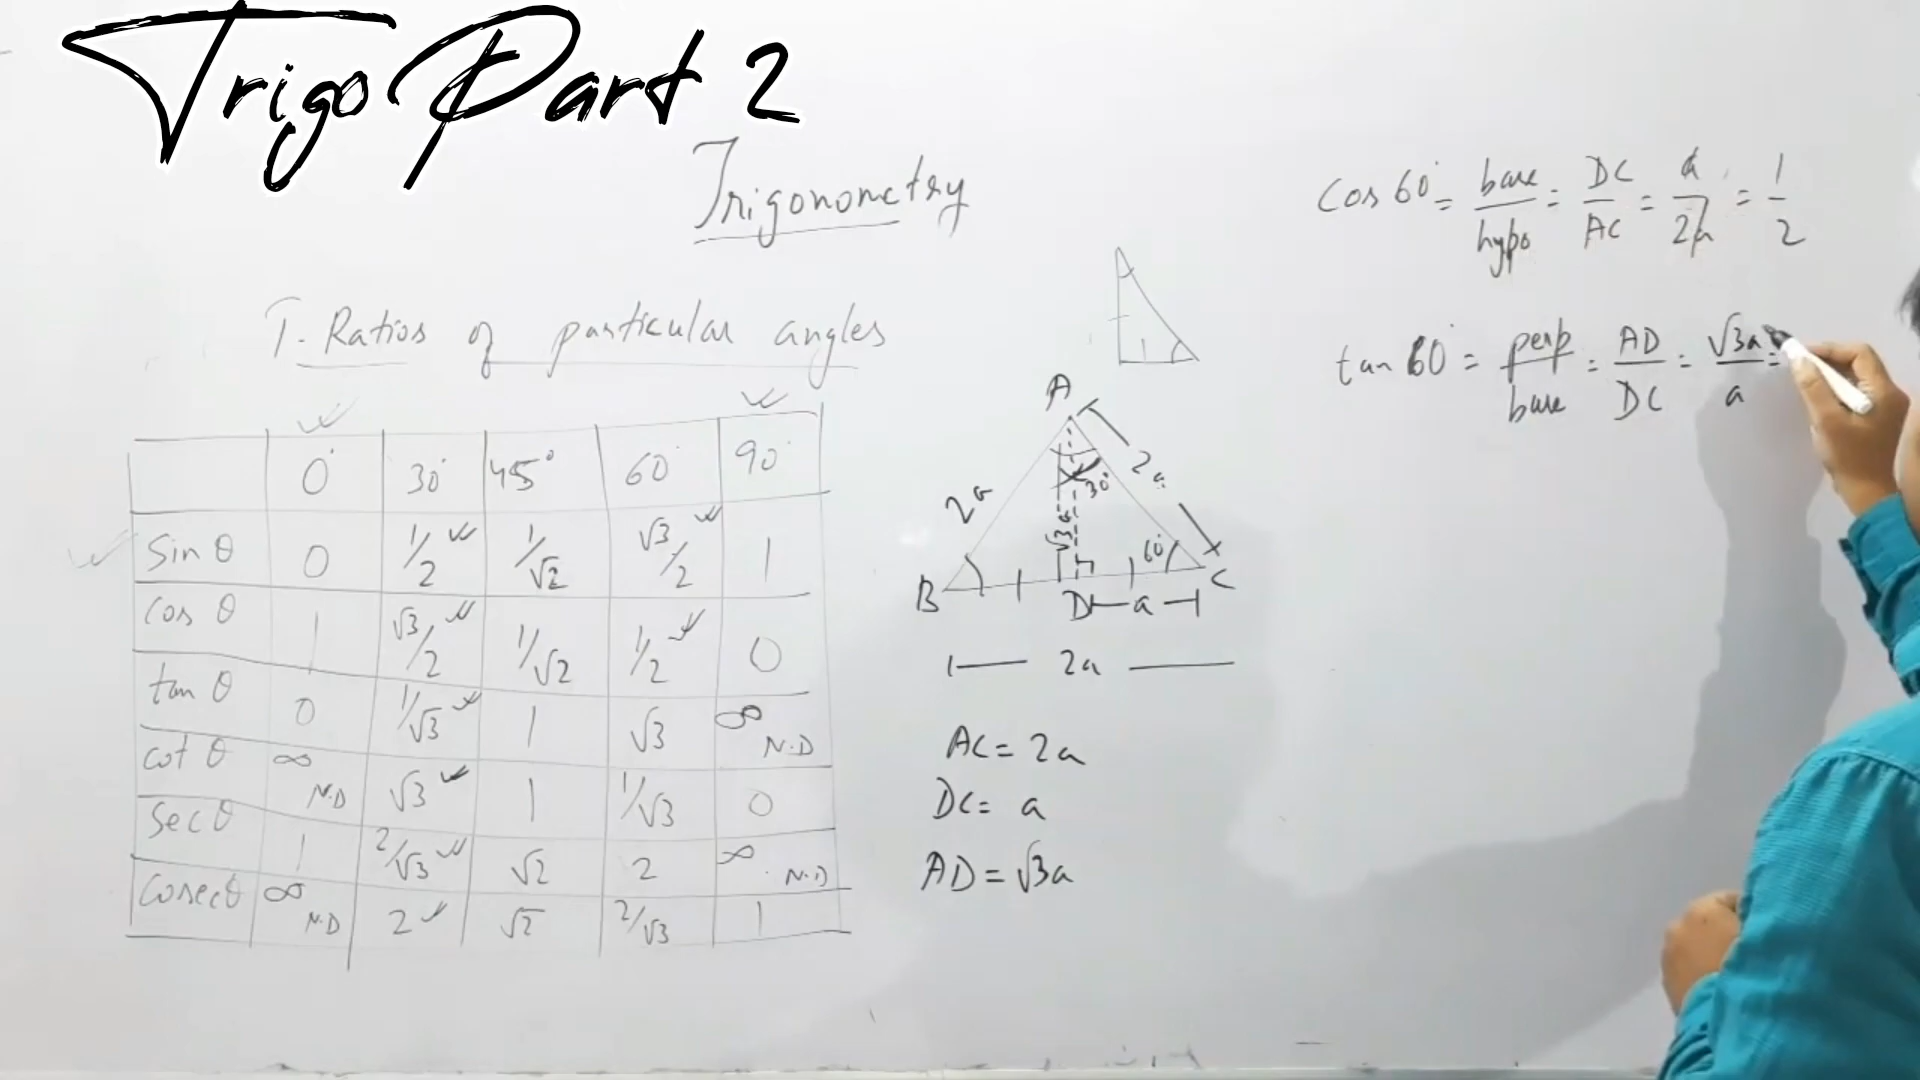 Trigo Part 2
Trigonometry
T. Ratios of particular angles
0° 30° 45° 60° 90°
Sin θ 0 1/2 1/√2 √3/2 1
Cos θ 1 √3/2 1/√2 1/2 0
tan θ 0 1/√3 1 √3 ∞ N.D
cot θ ∞ N.D √3 1 1/√3 0
Sec θ 1 2/√3 √2 2 ∞ N.D
Cosec θ ∞ N.D 2 √2 2/√3 1
A
2a
2a
30°
√3a
60°
B
D
a
C
2a
AC = 2a
DC = a
AD = √3a
Cos 60° = base/hypo = DC/AC = a/2a = 1/2
tan 60° = perp/base = AD/DC = √3a/a =